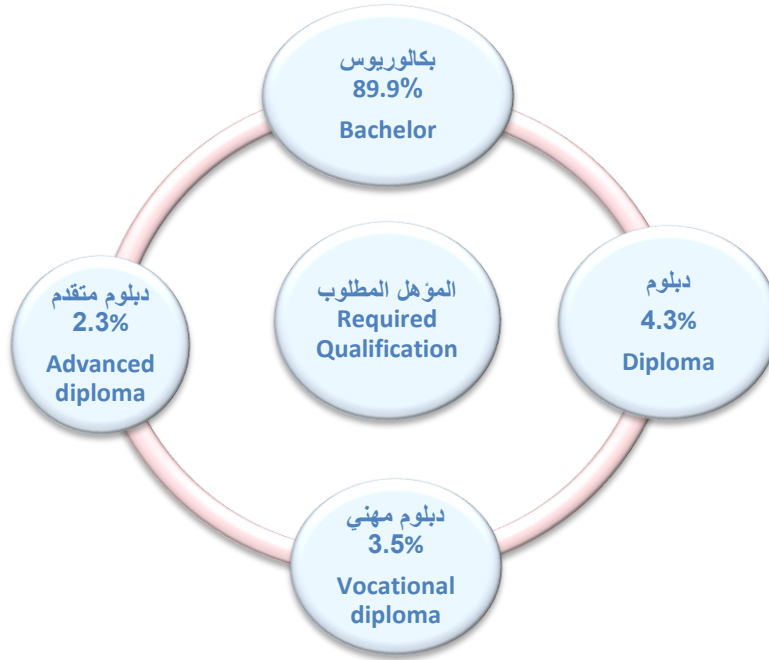 بكالوريوس
89.9%
Bachelor
دبلوم
4.3%
Diploma
المؤهل المطلوب
Required
Qualification
دبلوم متقدم
2.3%
Advanced
diploma
دبلوم مهني
3.5%
Vocational
diploma